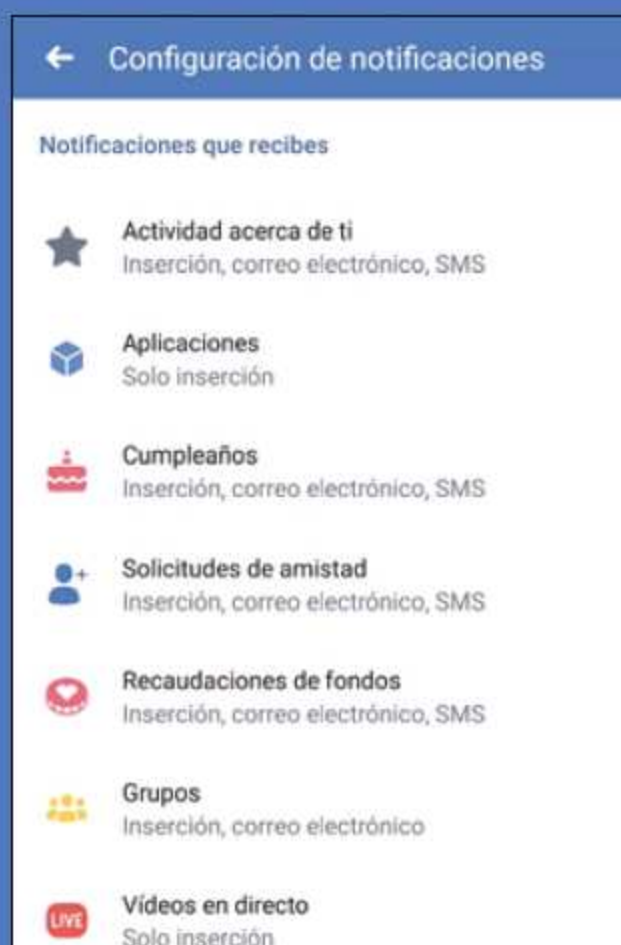 Configuración de notificaciones
Notificaciones que recibes
Actividad acerca de ti
Inserción, correo electrónico, SMS
Aplicaciones
Solo inserción
Cumpleaños
Inserción, correo electrónico, SMS
Solicitudes de amistad
Inserción, correo electrónico, SMS
Recaudaciones de fondos
Inserción, correo electrónico, SMS
Grupos
Inserción, correo electrónico
LIVE
Vídeos en directo
Solo inserción